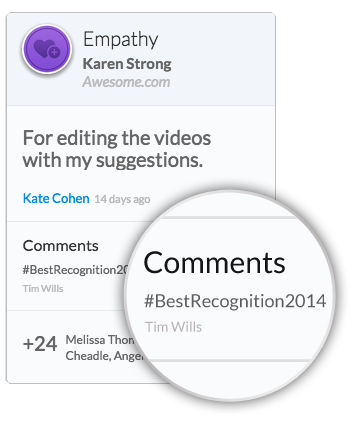 Empathy
Karen Strong
Awesome.com
For editing the videos
with my suggestions.
Kate Cohen 14 days ago
Comments
#BestRecognition20
Tim Wills
+24 Melissa Thom
Cheadle, Angel
Comments
#BestRecognition2014
Tim Wills